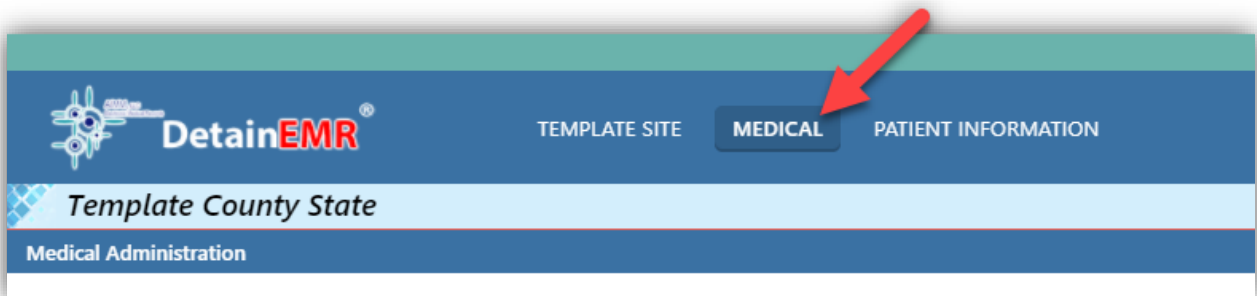 DetainEMR®
TEMPLATE SITE MEDICAL PATIENT INFORMATION
Template County State
Medical Administration